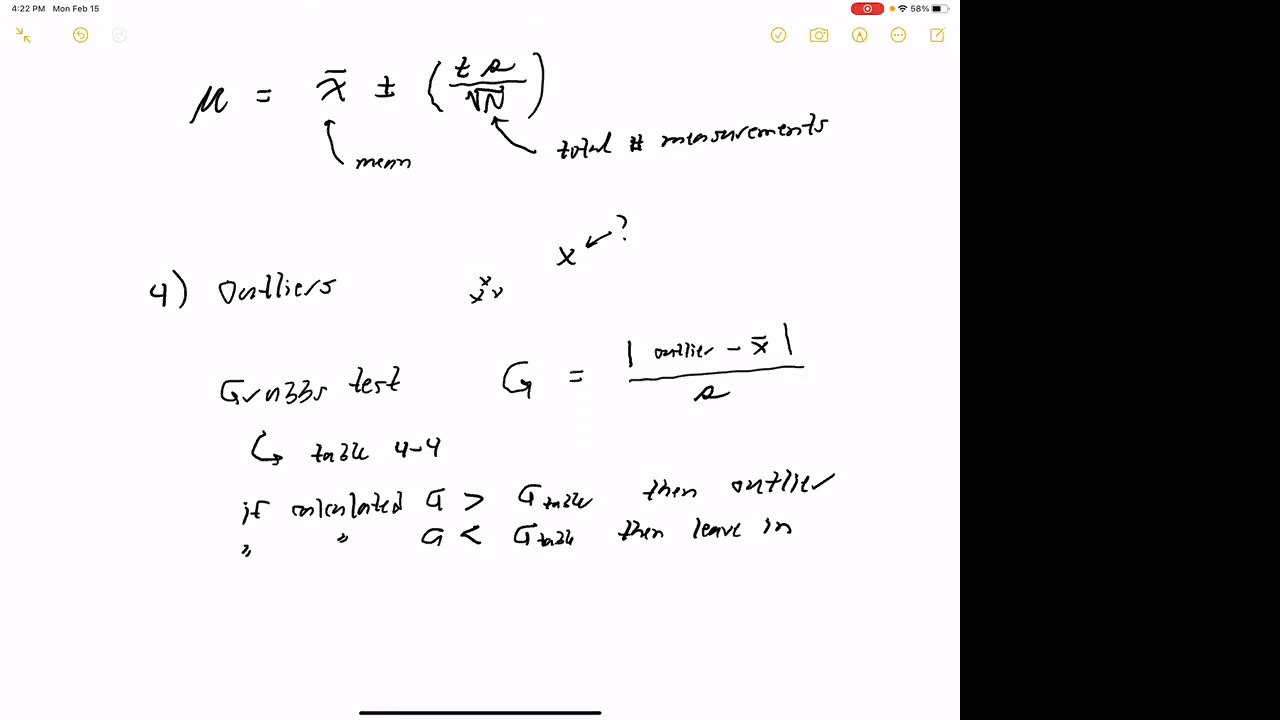 4:22 PM Mon Feb 15 58%
μ = x̄ ± (t s / √N)
mean
total # measurements
x ?
4) Outliers x x x
Grubbs test G = | outlier - x̄ | / s
table 4-4
if calculated G > Gtable then outlier
" " G < Gtable then leave in